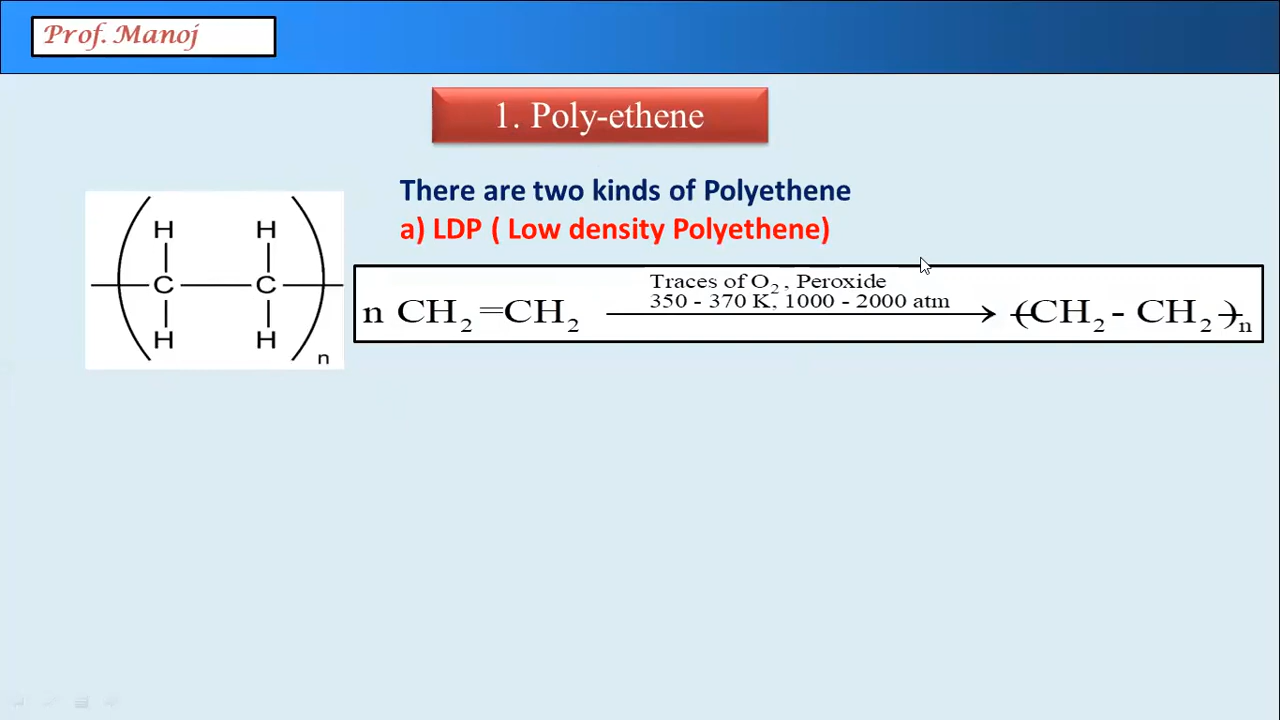 Prof. Manoj
1. Poly-ethene
There are two kinds of Polyethene
a) LDP ( Low density Polyethene)
H H
C C
H H
n
Traces of O₂ , Peroxide
350 - 370 K, 1000 - 2000 atm
n CH₂ =CH₂ ⟶ (CH₂ - CH₂ )n